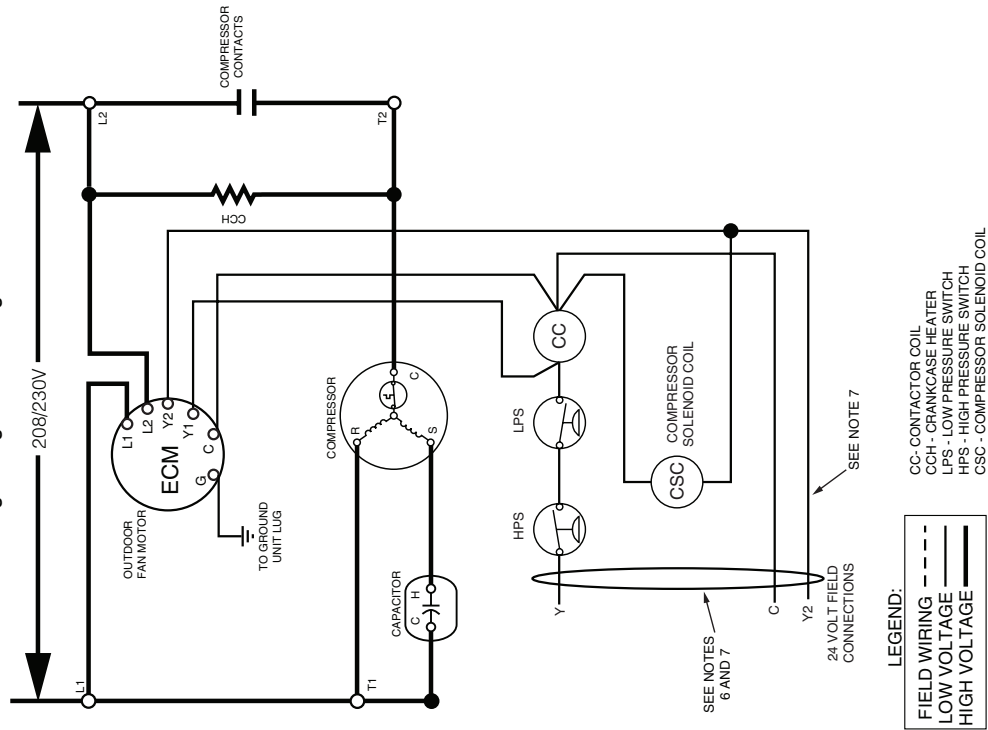 208/230V
L1
L2
OUTDOOR
FAN MOTOR
ECM
L1
L2
Y2
Y1
C
G
TO GROUND
UNIT LUG
CCH
COMPRESSOR
CONTACTS
T1
T2
COMPRESSOR
R
S
C
CAPACITOR
C
H
HPS
LPS
CC
COMPRESSOR
SOLENOID COIL
CSC
Y
C
Y2
SEE NOTES
6 AND 7
SEE NOTE 7
24 VOLT FIELD
CONNECTIONS
LEGEND:
FIELD WIRING
LOW VOLTAGE
HIGH VOLTAGE
CC- CONTACTOR COIL
CCH - CRANKCASE HEATER
LPS - LOW PRESSURE SWITCH
HPS - HIGH PRESSURE SWITCH
CSC - COMPRESSOR SOLENOID COIL